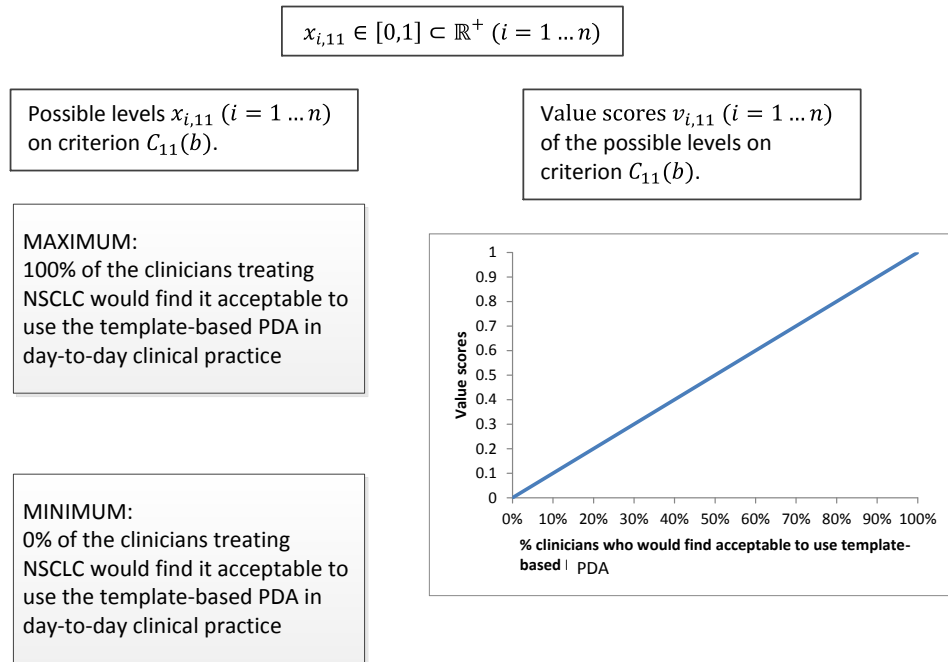 x_{i,11} ∈ [0,1] ⊂ ℝ⁺ (i = 1 … n)
Possible levels x_{i,11} (i = 1 … n)
on criterion C_{11}(b).
Value scores v_{i,11} (i = 1 … n)
of the possible levels on
criterion C_{11}(b).
MAXIMUM:
100% of the clinicians treating
NSCLC would find it acceptable to
use the template-based PDA in
day-to-day clinical practice
MINIMUM:
0% of the clinicians treating
NSCLC would find it acceptable to
use the template-based PDA in
day-to-day clinical practice
Value scores
1
0.9
0.8
0.7
0.6
0.5
0.4
0.3
0.2
0.1
0
0% 10% 20% 30% 40% 50% 60% 70% 80% 90% 100%
% clinicians who would find acceptable to use template-
based PDA